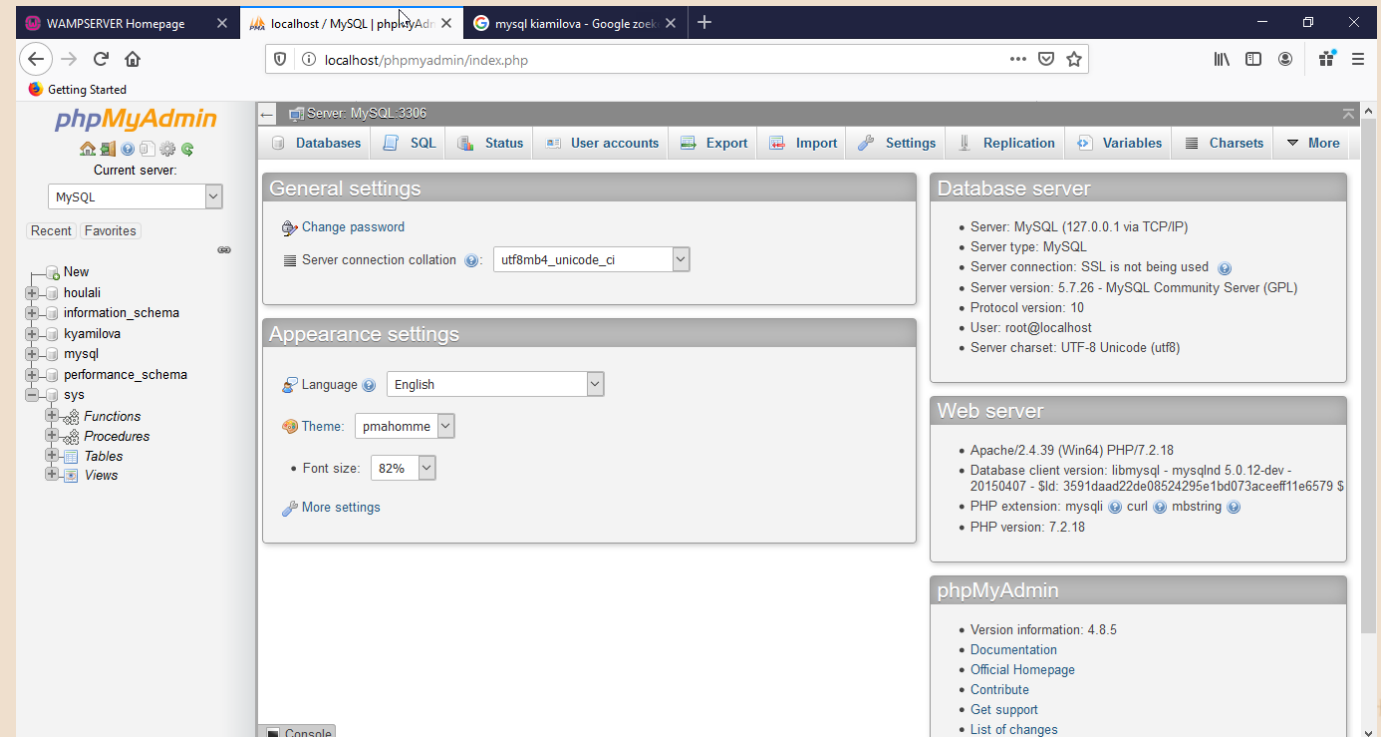 WAMPSERVER Homepage
localhost / MySQL | phpMyAdr
mysql kiamilova - Google zoek
localhost/phpmyadmin/index.php
Getting Started
phpMyAdmin
Current server:
MySQL
Recent Favorites
New
houlali
information_schema
kyamilova
mysql
performance_schema
sys
Functions
Procedures
Tables
Views
Server: MySQL:3306
Databases SQL Status User accounts Export Import Settings Replication Variables Charsets More
General settings
Change password
Server connection collation : utf8mb4_unicode_ci
Appearance settings
Language English
Theme: pmahomme
• Font size: 82%
More settings
Database server
• Server: MySQL (127.0.0.1 via TCP/IP)
• Server type: MySQL
• Server connection: SSL is not being used
• Server version: 5.7.26 - MySQL Community Server (GPL)
• Protocol version: 10
• User: root@localhost
• Server charset: UTF-8 Unicode (utf8)
Web server
• Apache/2.4.39 (Win64) PHP/7.2.18
• Database client version: libmysql - mysqlnd 5.0.12-dev -
20150407 - $Id: 3591daad22de08524295e1bd073aceeff11e6579 $
• PHP extension: mysqli curl mbstring
• PHP version: 7.2.18
phpMyAdmin
• Version information: 4.8.5
• Documentation
• Official Homepage
• Contribute
• Get support
• List of changes
Console